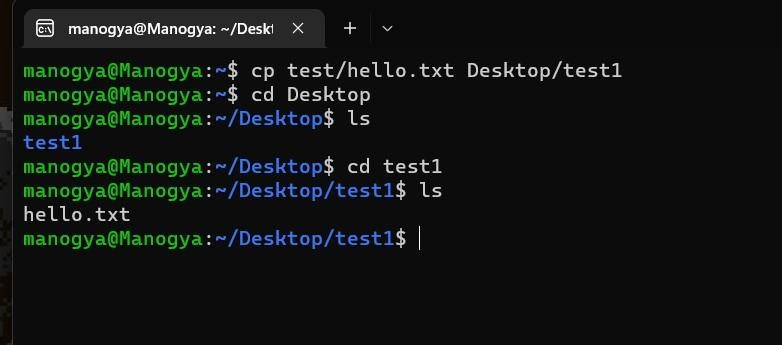 manogya@Manogya: ~/Deskt
manogya@Manogya:~$ cp test/hello.txt Desktop/test1
manogya@Manogya:~$ cd Desktop
manogya@Manogya:~/Desktop$ ls
test1
manogya@Manogya:~/Desktop$ cd test1
manogya@Manogya:~/Desktop/test1$ ls
hello.txt
manogya@Manogya:~/Desktop/test1$